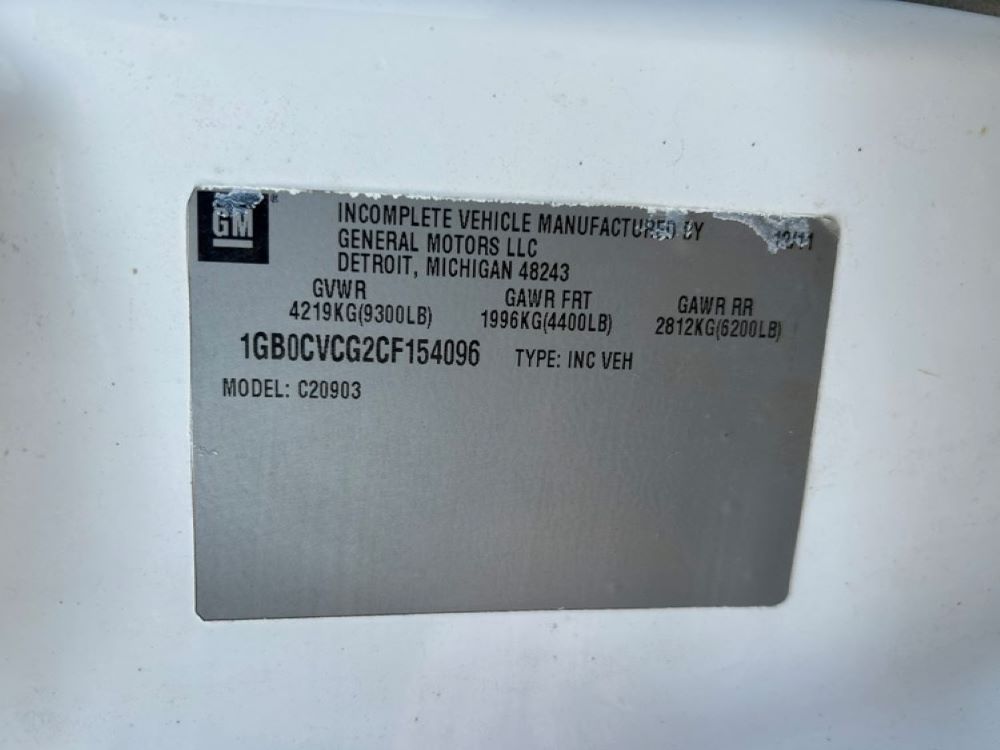 GM ®
INCOMPLETE VEHICLE MANUFACTURED BY
GENERAL MOTORS LLC
DETROIT, MICHIGAN 48243
GVWR GAWR FRT GAWR RR
4219KG(9300LB) 1996KG(4400LB) 2812KG(6200LB)
1GB0CVCG2CF154096 TYPE: INC VEH
MODEL: C20903